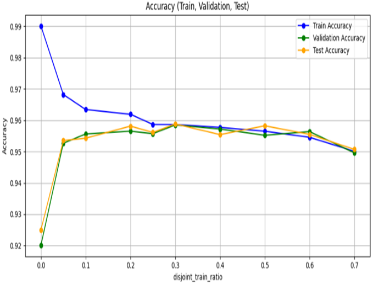 Accuracy (Train, Validation, Test)
Train Accuracy
Validation Accuracy
Test Accuracy
Accuracy
0.99
0.98
0.97
0.96
0.95
0.94
0.93
0.92
0.0 0.1 0.2 0.3 0.4 0.5 0.6 0.7
disjoint_train_ratio